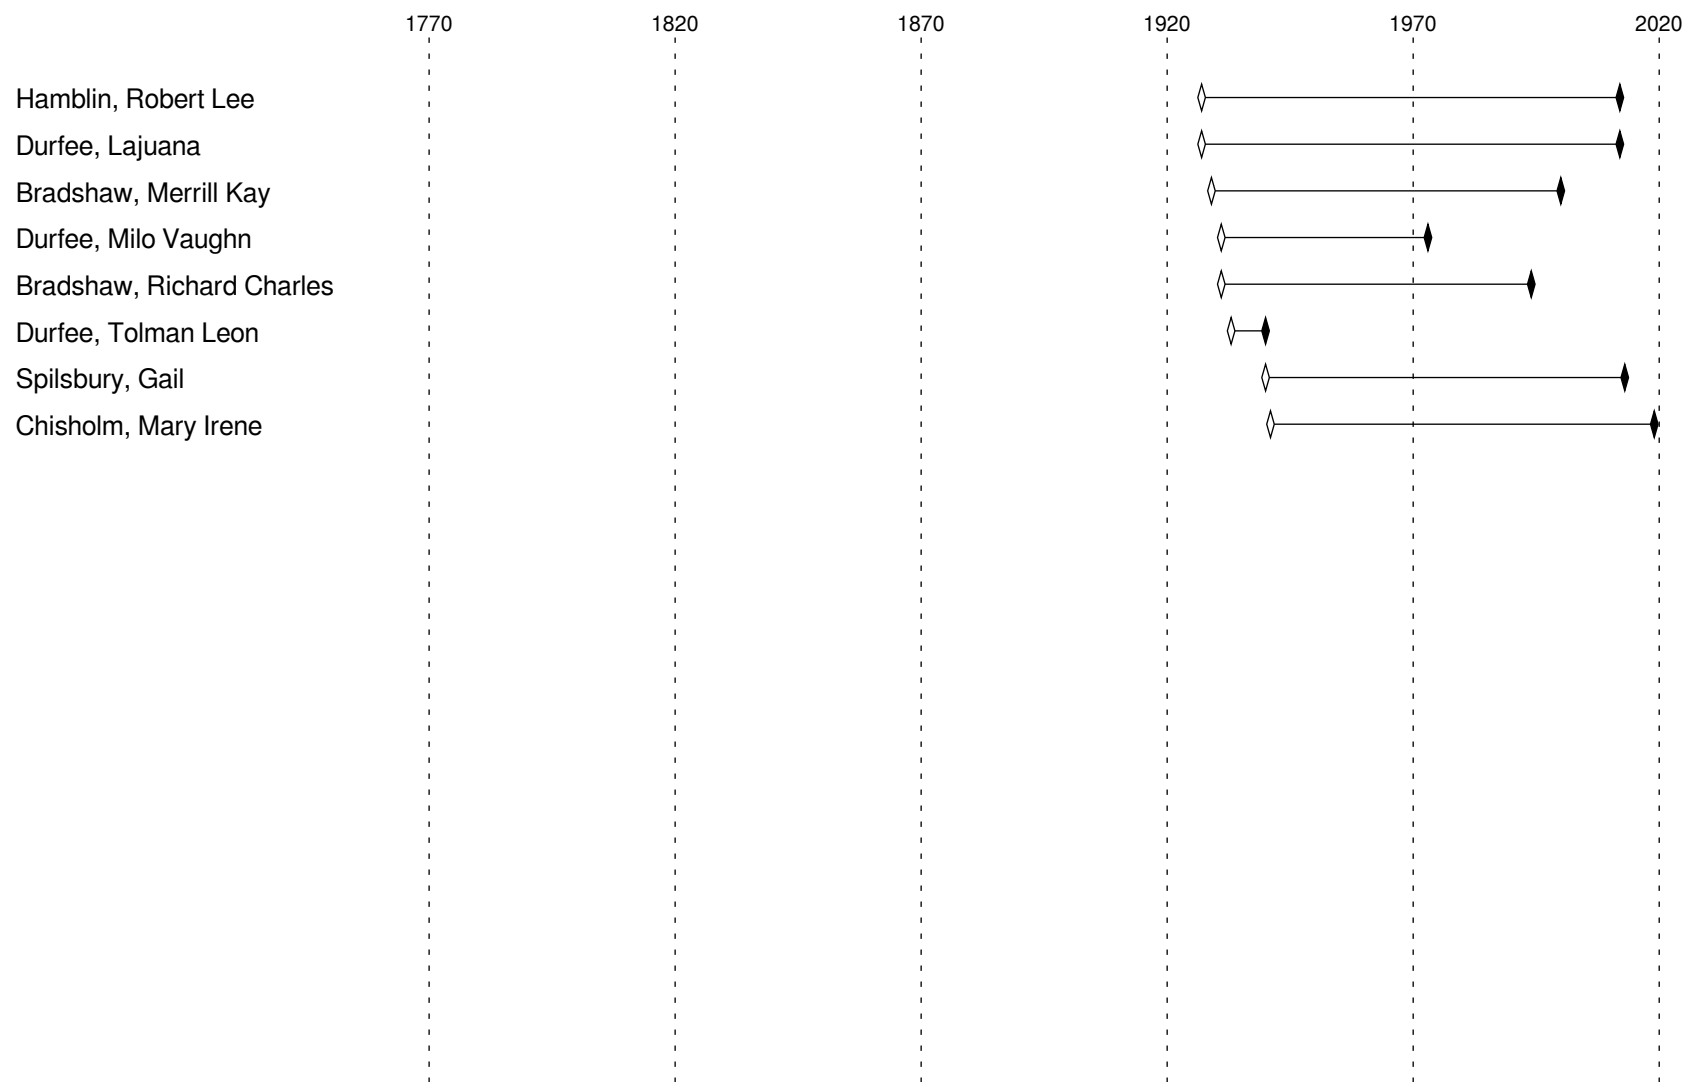 1770 1820 1870 1920 1970 2020
Hamblin, Robert Lee
Durfee, Lajuana
Bradshaw, Merrill Kay
Durfee, Milo Vaughn
Bradshaw, Richard Charles
Durfee, Tolman Leon
Spilsbury, Gail
Chisholm, Mary Irene